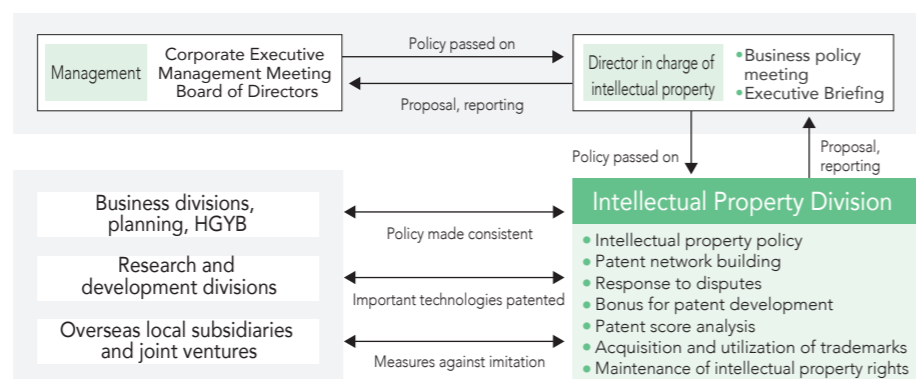 Management
Corporate Executive
Management Meeting
Board of Directors
Policy passed on
Proposal, reporting
Director in charge of
intellectual property
•Business policy
meeting
•Executive Briefing
Policy passed on
Proposal,
reporting
Business divisions,
planning, HGYB
Research and
development divisions
Overseas local subsidiaries
and joint ventures
Policy made consistent
Important technologies patented
Measures against imitation
Intellectual Property Division
• Intellectual property policy
• Patent network building
• Response to disputes
• Bonus for patent development
• Patent score analysis
• Acquisition and utilization of trademarks
• Maintenance of intellectual property rights